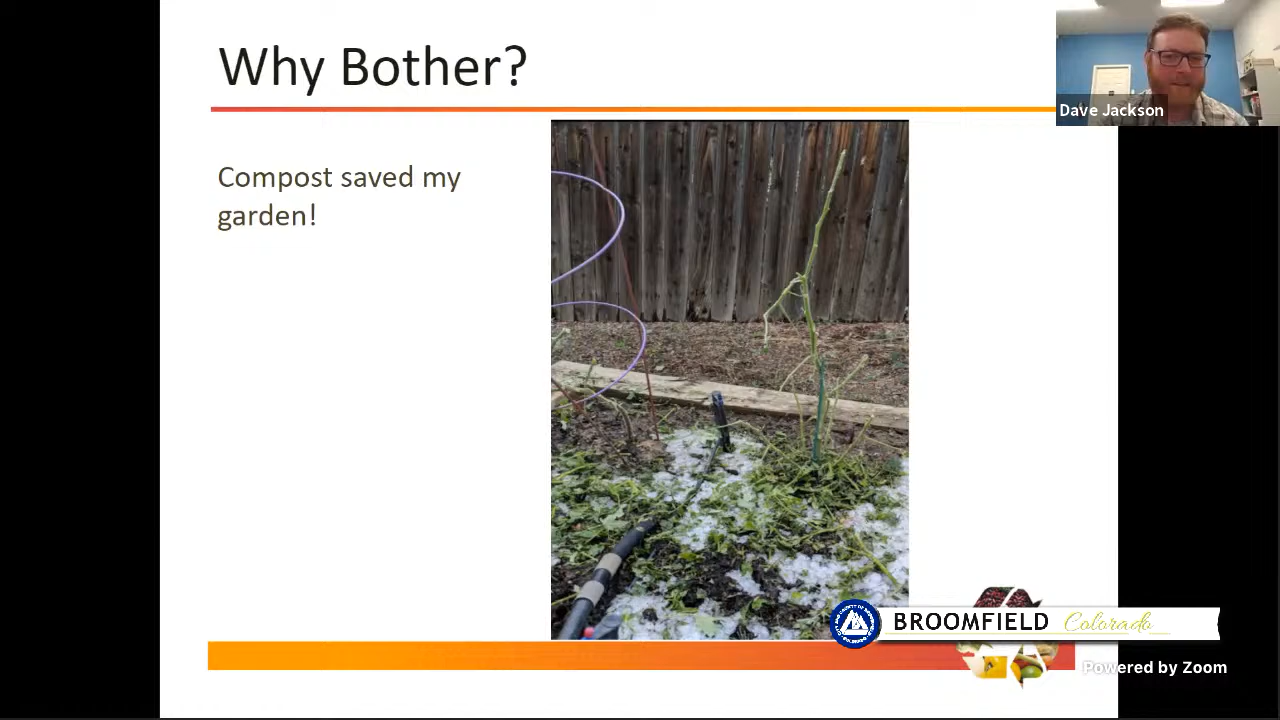 Why Bother?
Dave Jackson
Compost saved my
garden!
BROOMFIELD Colorado
Powered by Zoom